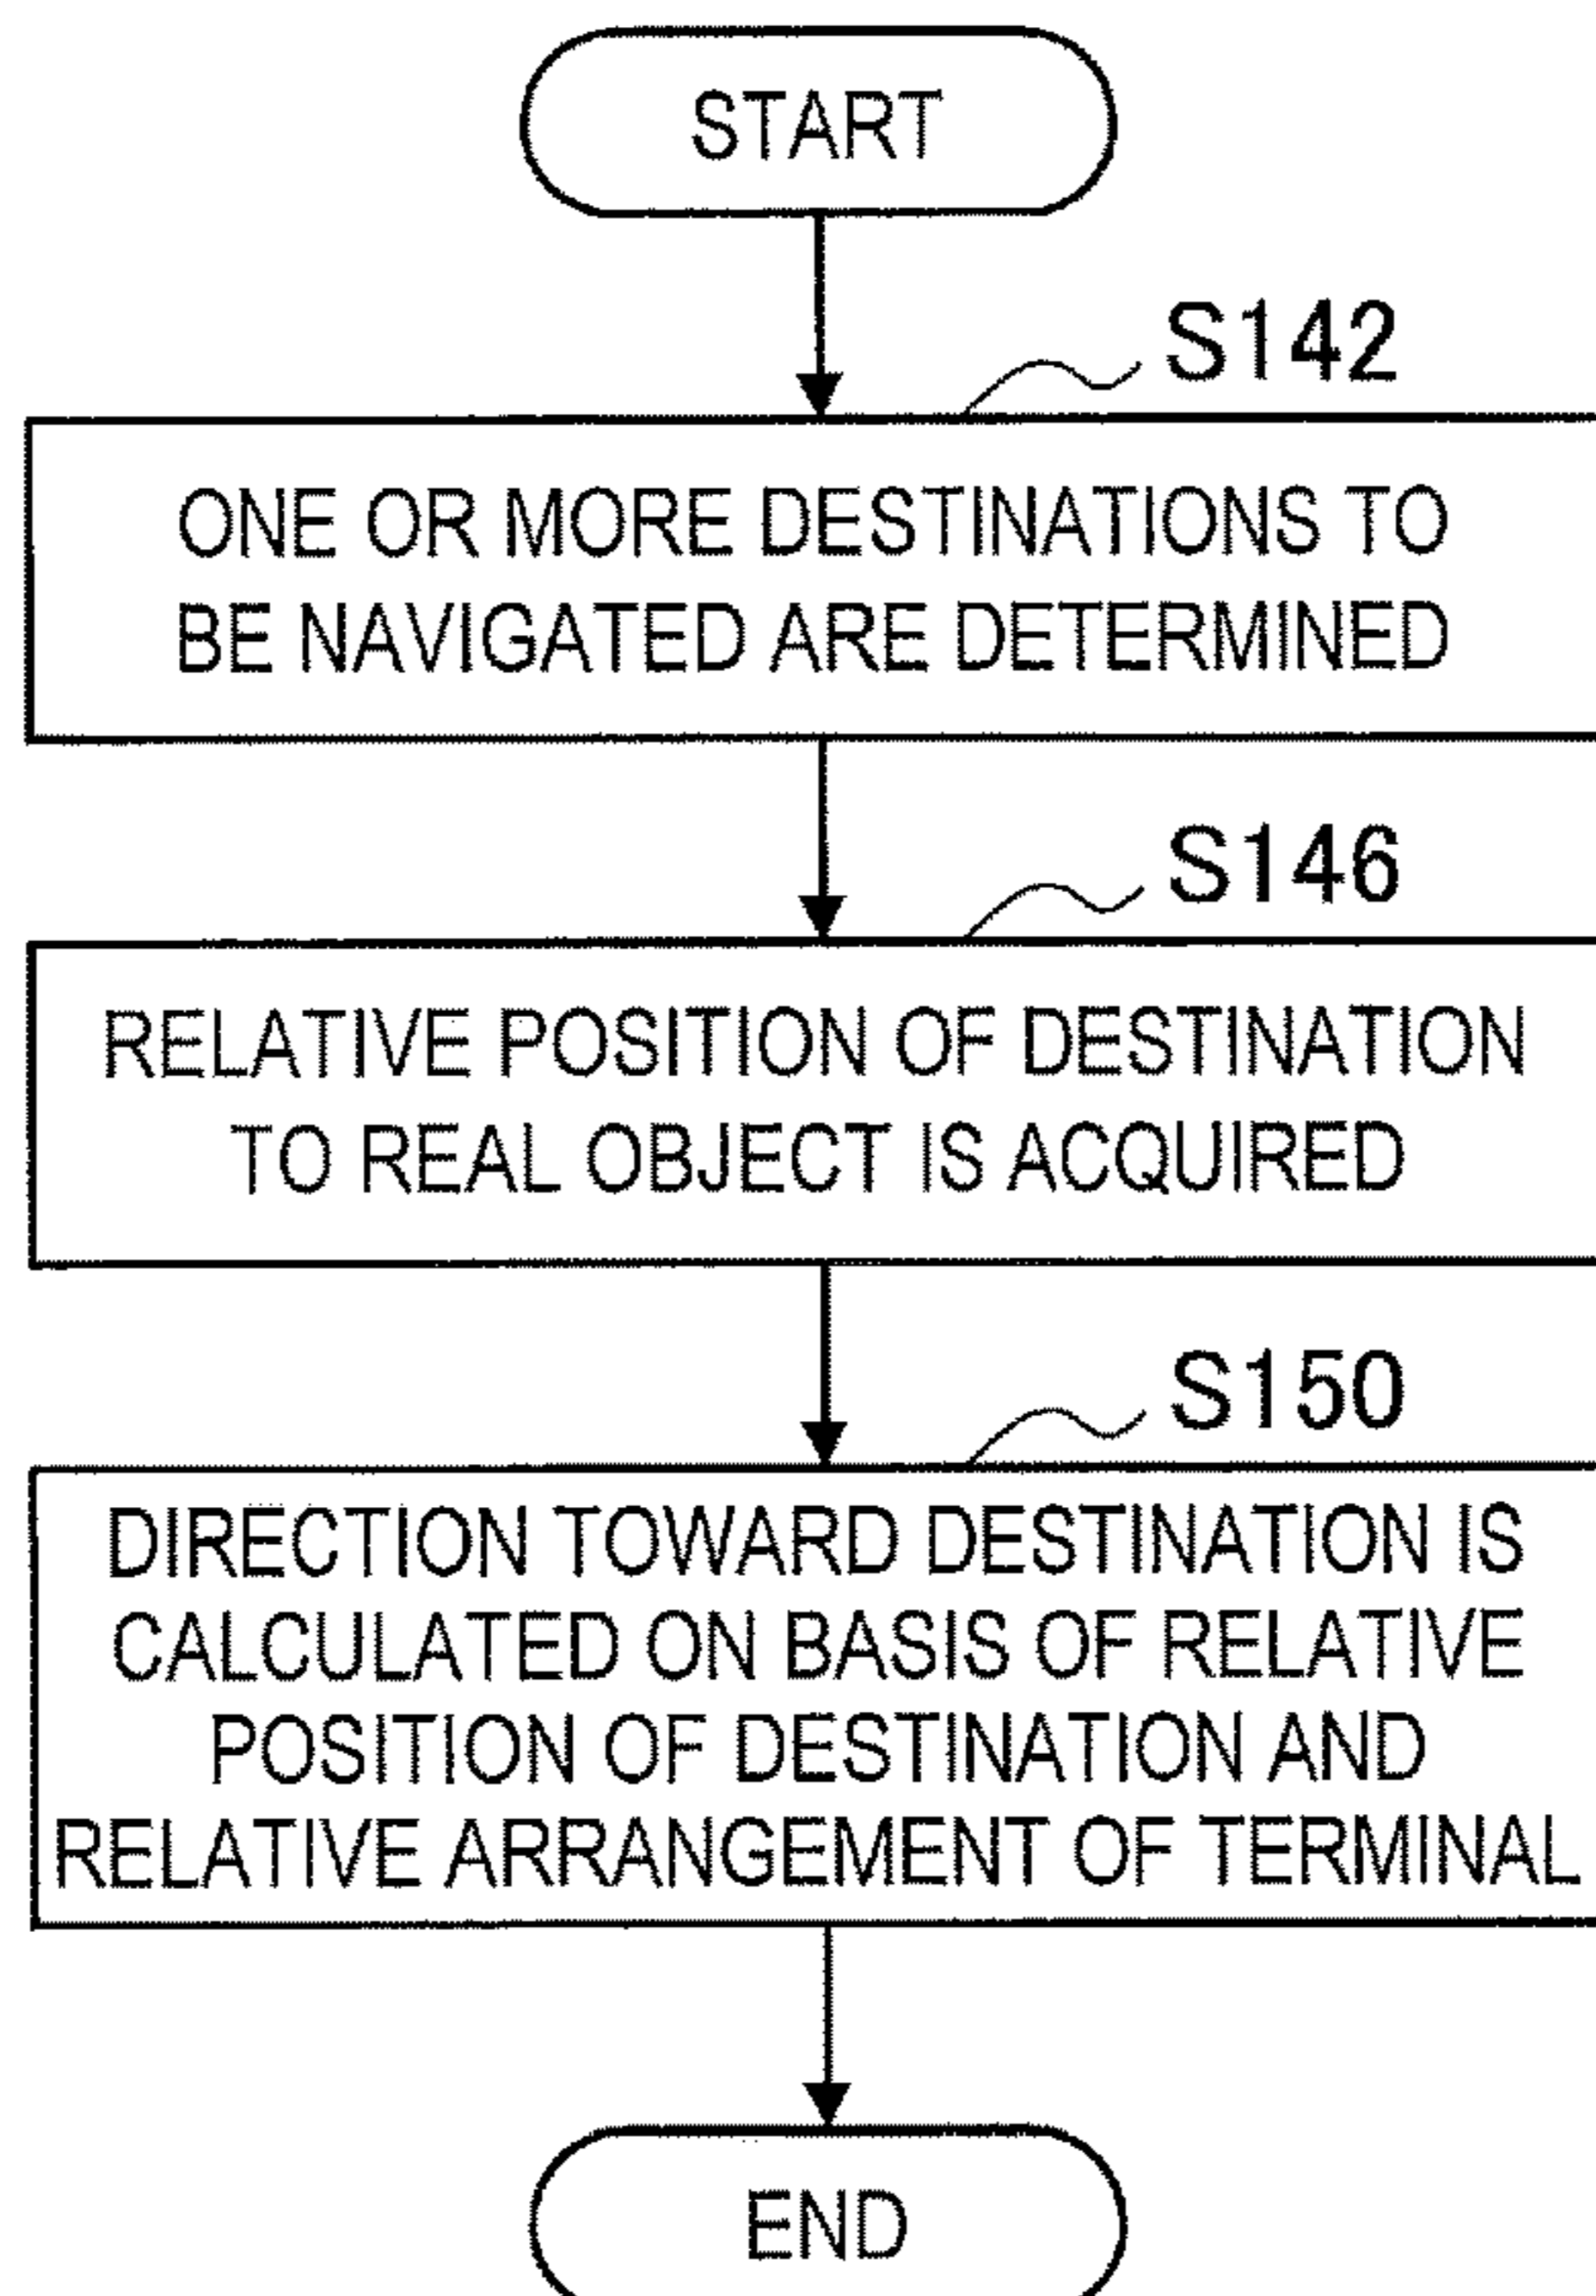 START
S142
ONE OR MORE DESTINATIONS TO
BE NAVIGATED ARE DETERMINED
S146
RELATIVE POSITION OF DESTINATION
TO REAL OBJECT IS ACQUIRED
S150
DIRECTION TOWARD DESTINATION IS
CALCULATED ON BASIS OF RELATIVE
POSITION OF DESTINATION AND
RELATIVE ARRANGEMENT OF TERMINAL
END